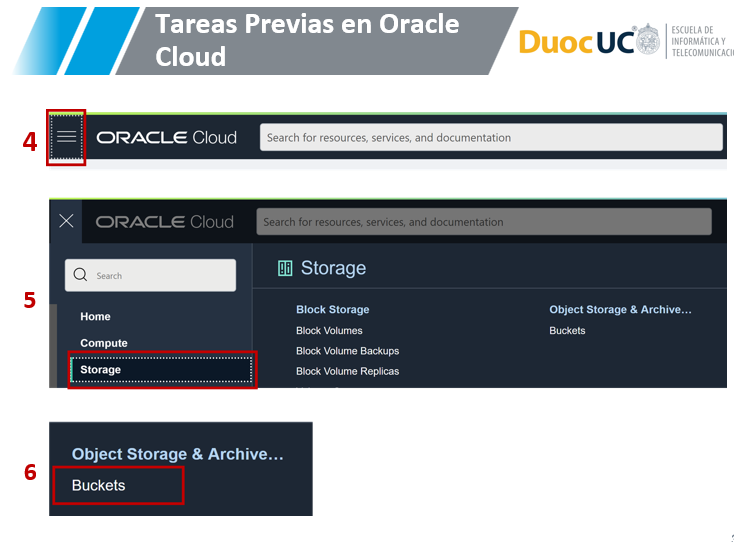 Tareas Previas en Oracle
Cloud
Duoc UC
ESCUELA DE
INFORMÁTICA Y
4
ORACLE Cloud
Search for resources, services, and documentation
5
ORACLE Cloud
Search for resources, services, and documentation
Search
Storage
Home
Compute
Storage
Block Storage
Block Volumes
Block Volume Backups
Block Volume Replicas
Object Storage & Archive...
Buckets
6
Object Storage & Archive...
Buckets